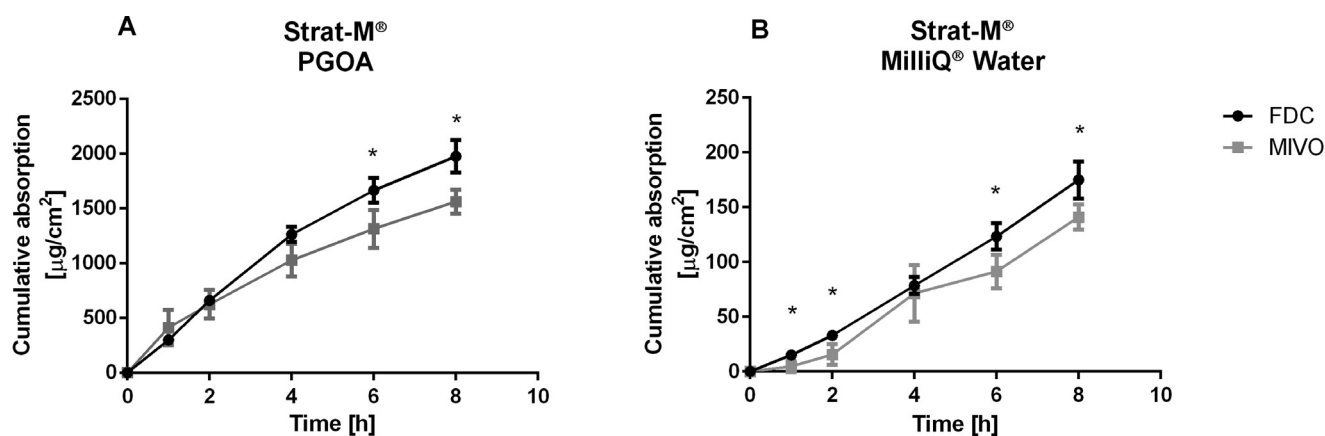 A
Strat-M®
PGOA
Cumulative absorption
[µg/cm²]
2500
2000
1500
1000
500
0
*
*
0 2 4 6 8 10
Time [h]
B
Strat-M®
MilliQ® Water
Cumulative absorption
[µg/cm²]
250
200
150
100
50
0
*
*
*
*
0 2 4 6 8 10
Time [h]
FDC
MIVO